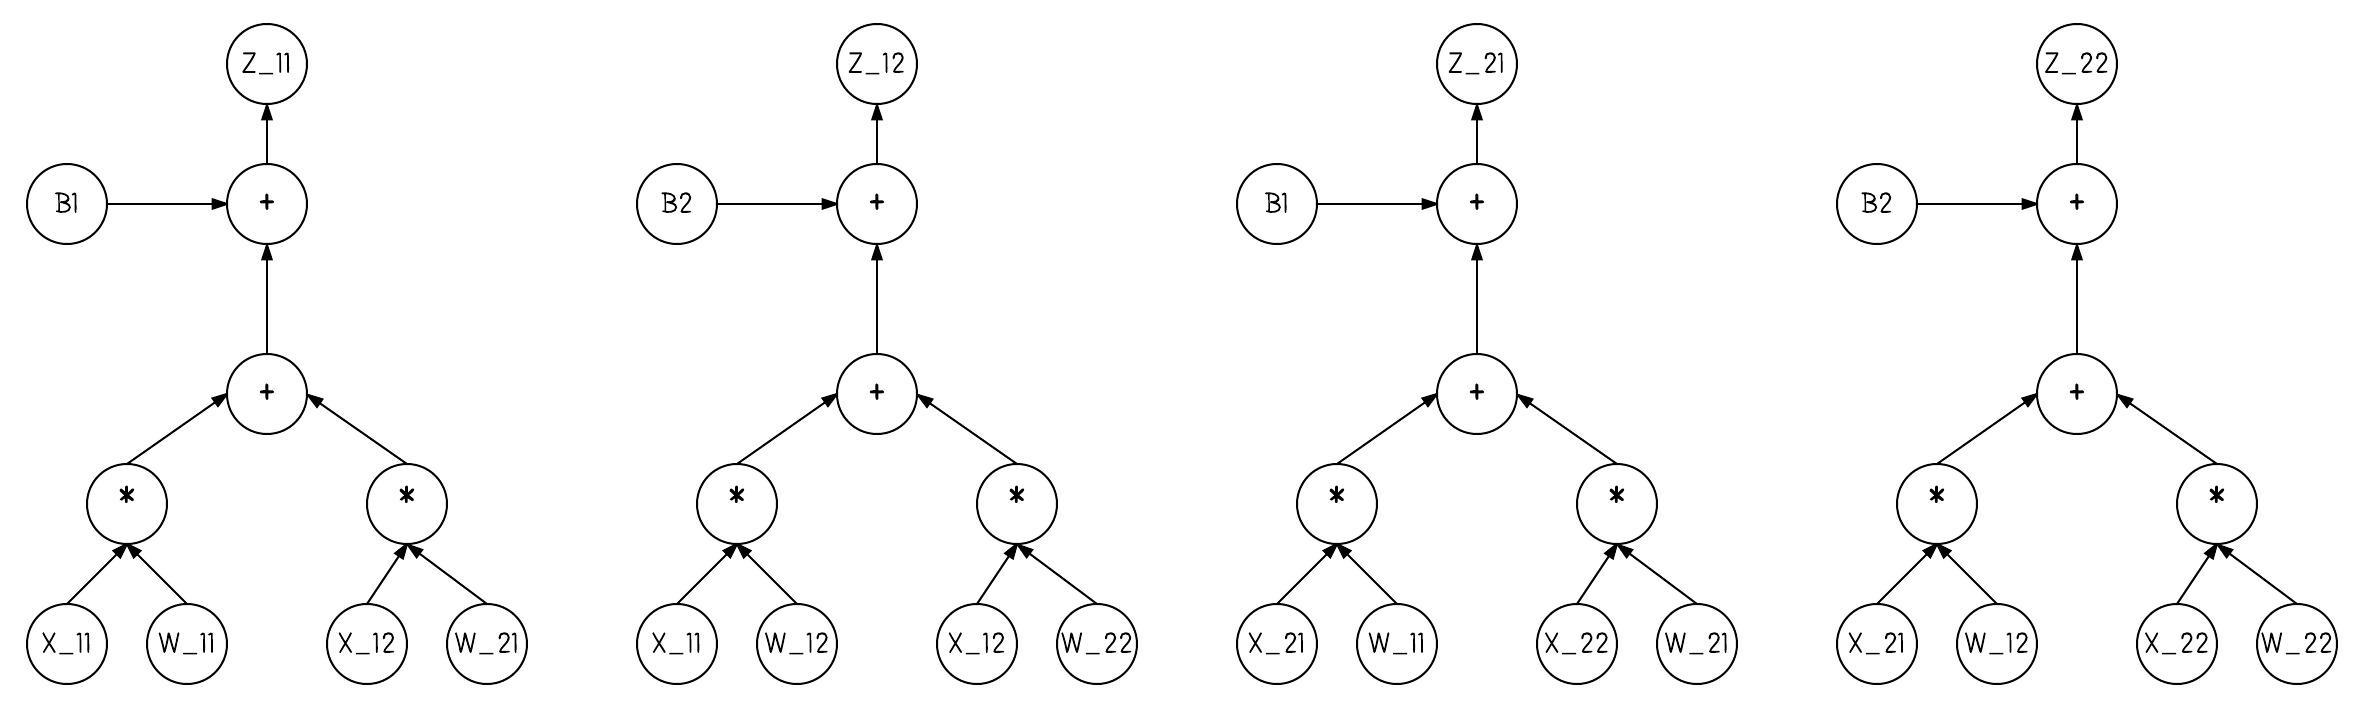 Z_11 Z_12 Z_21 Z_22
B1 + B2 + B1 + B2 +
+ + + +
* * * * * * * *
X_11 W_11 X_12 W_21 X_11 W_12 X_12 W_22 X_21 W_11 X_22 W_21 X_21 W_12 X_22 W_22